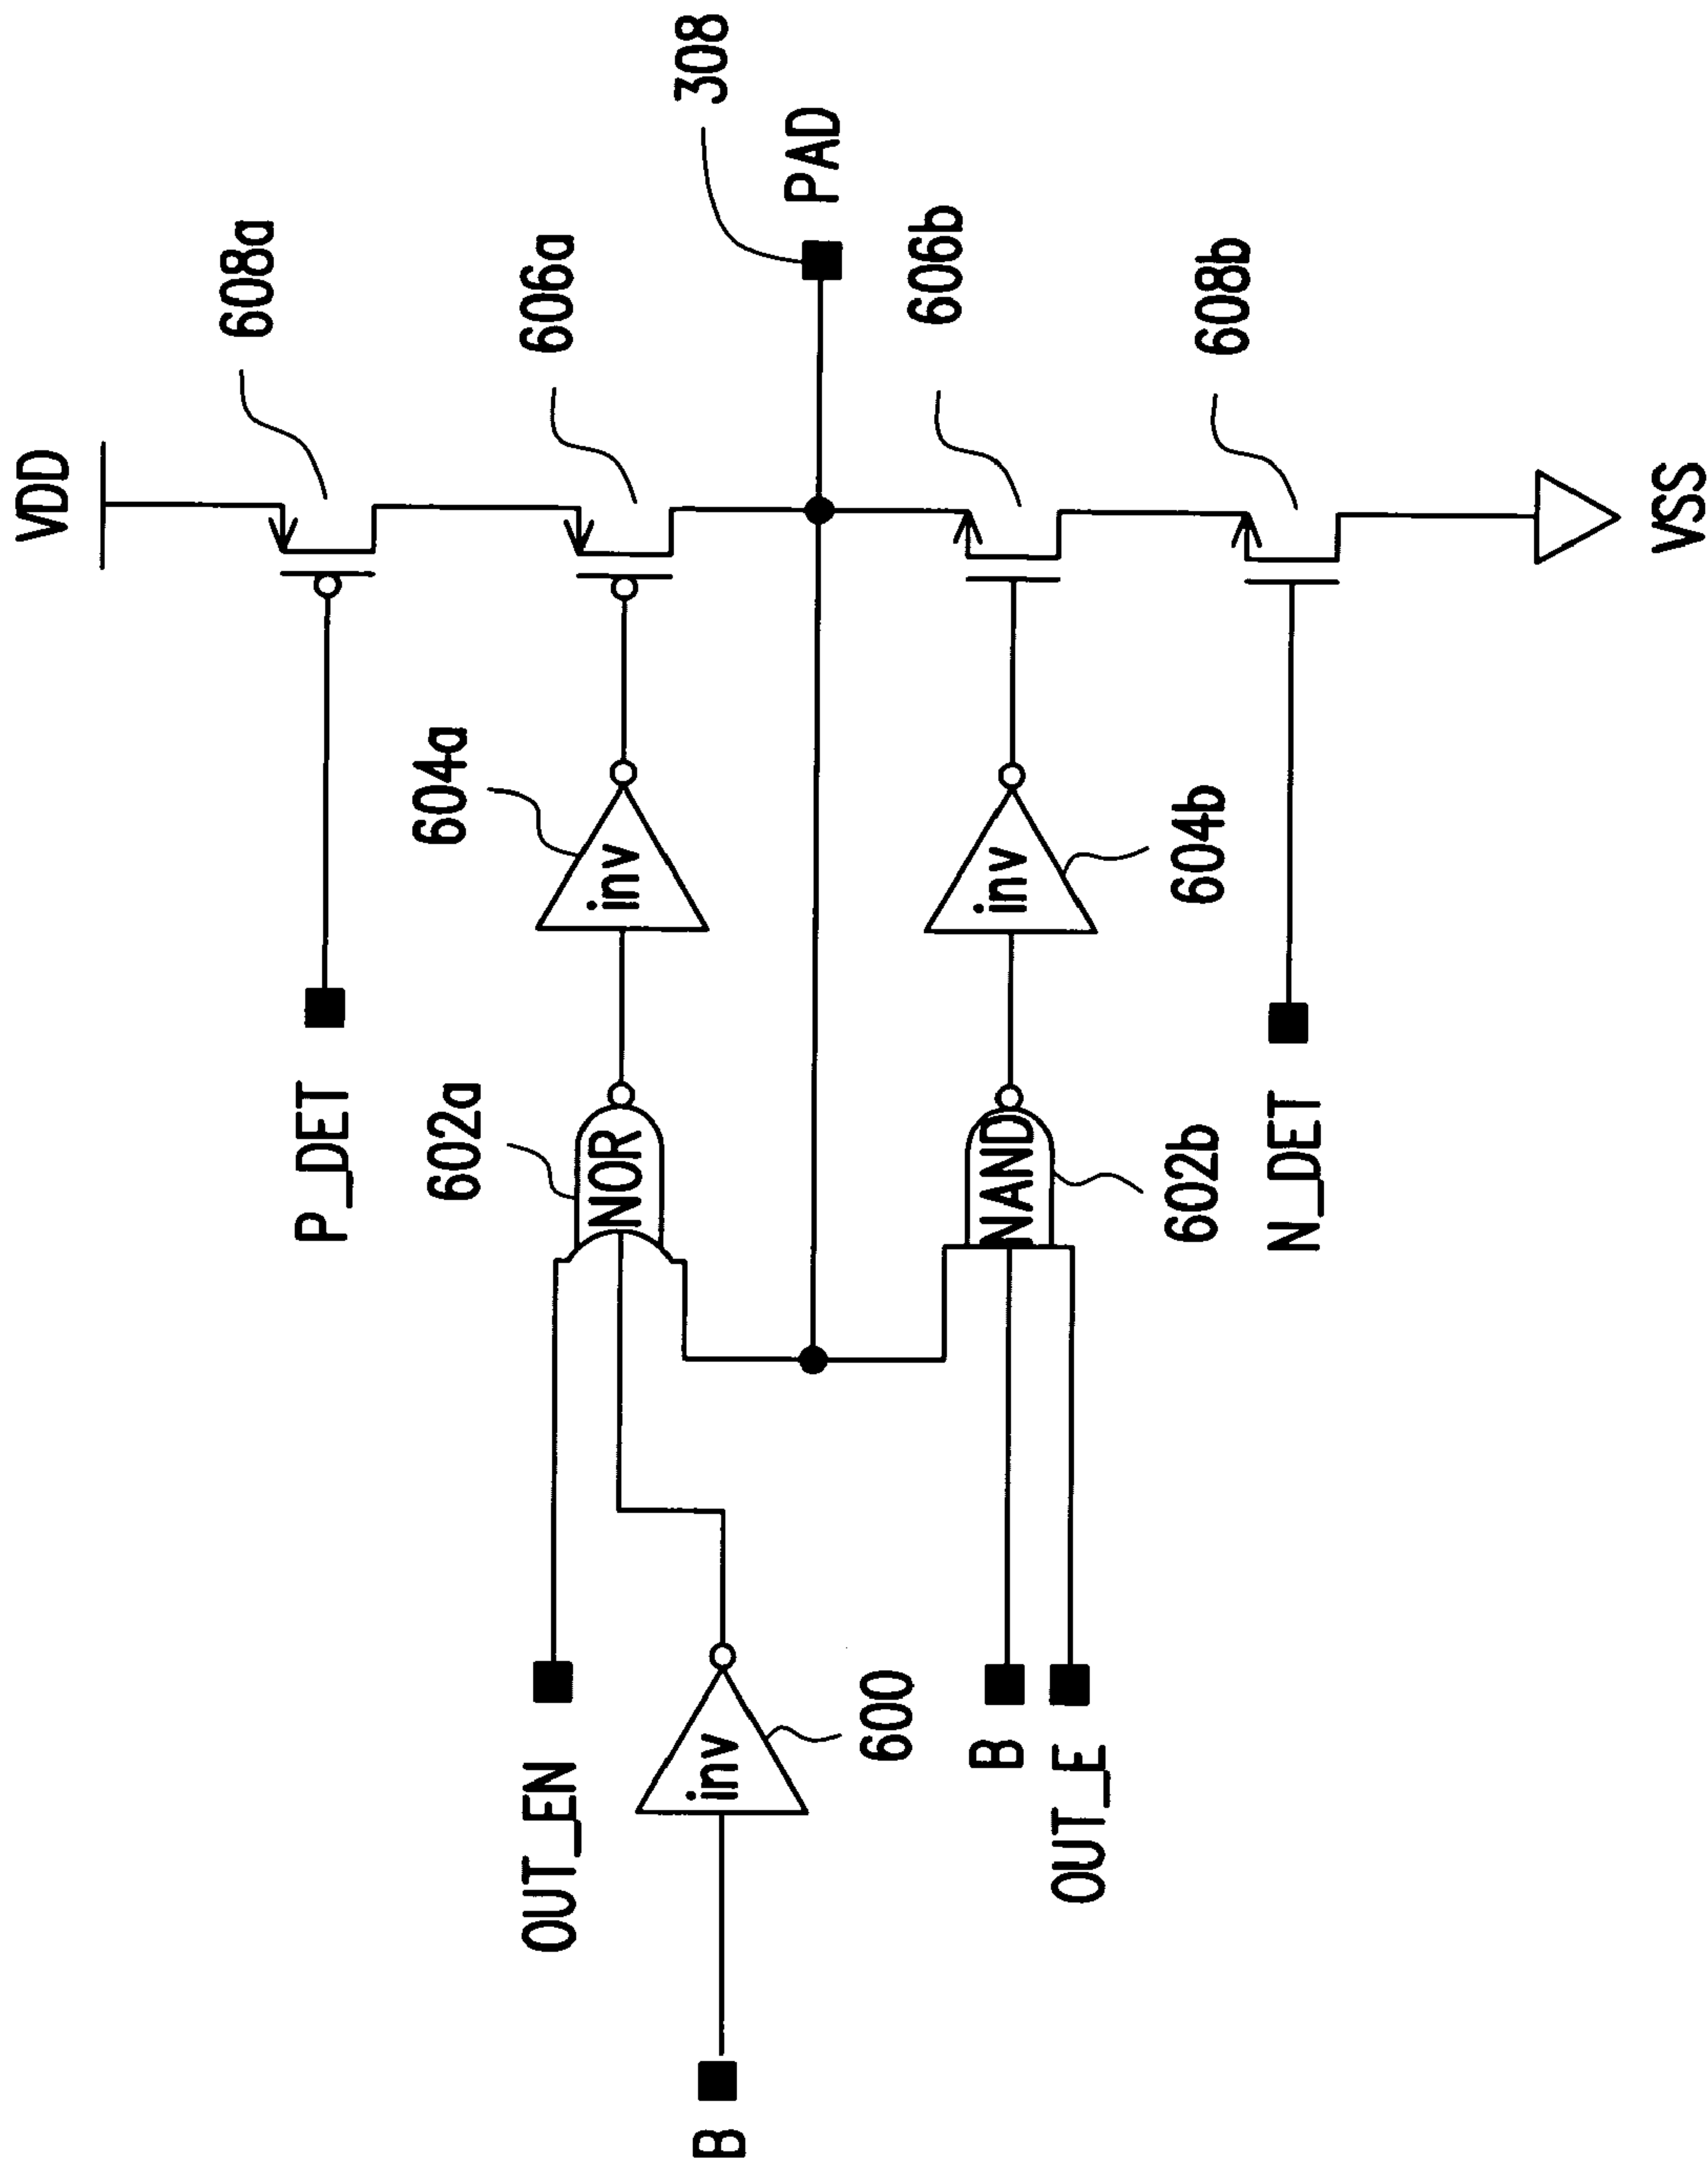 VDD
608a
P_DET
606a
604a
inv
602a
NOR
OUT_EN
308
PAD
B
inv
600
606b
inv
604b
NAND
602b
B
OUT_E
608b
N_DET
VSS